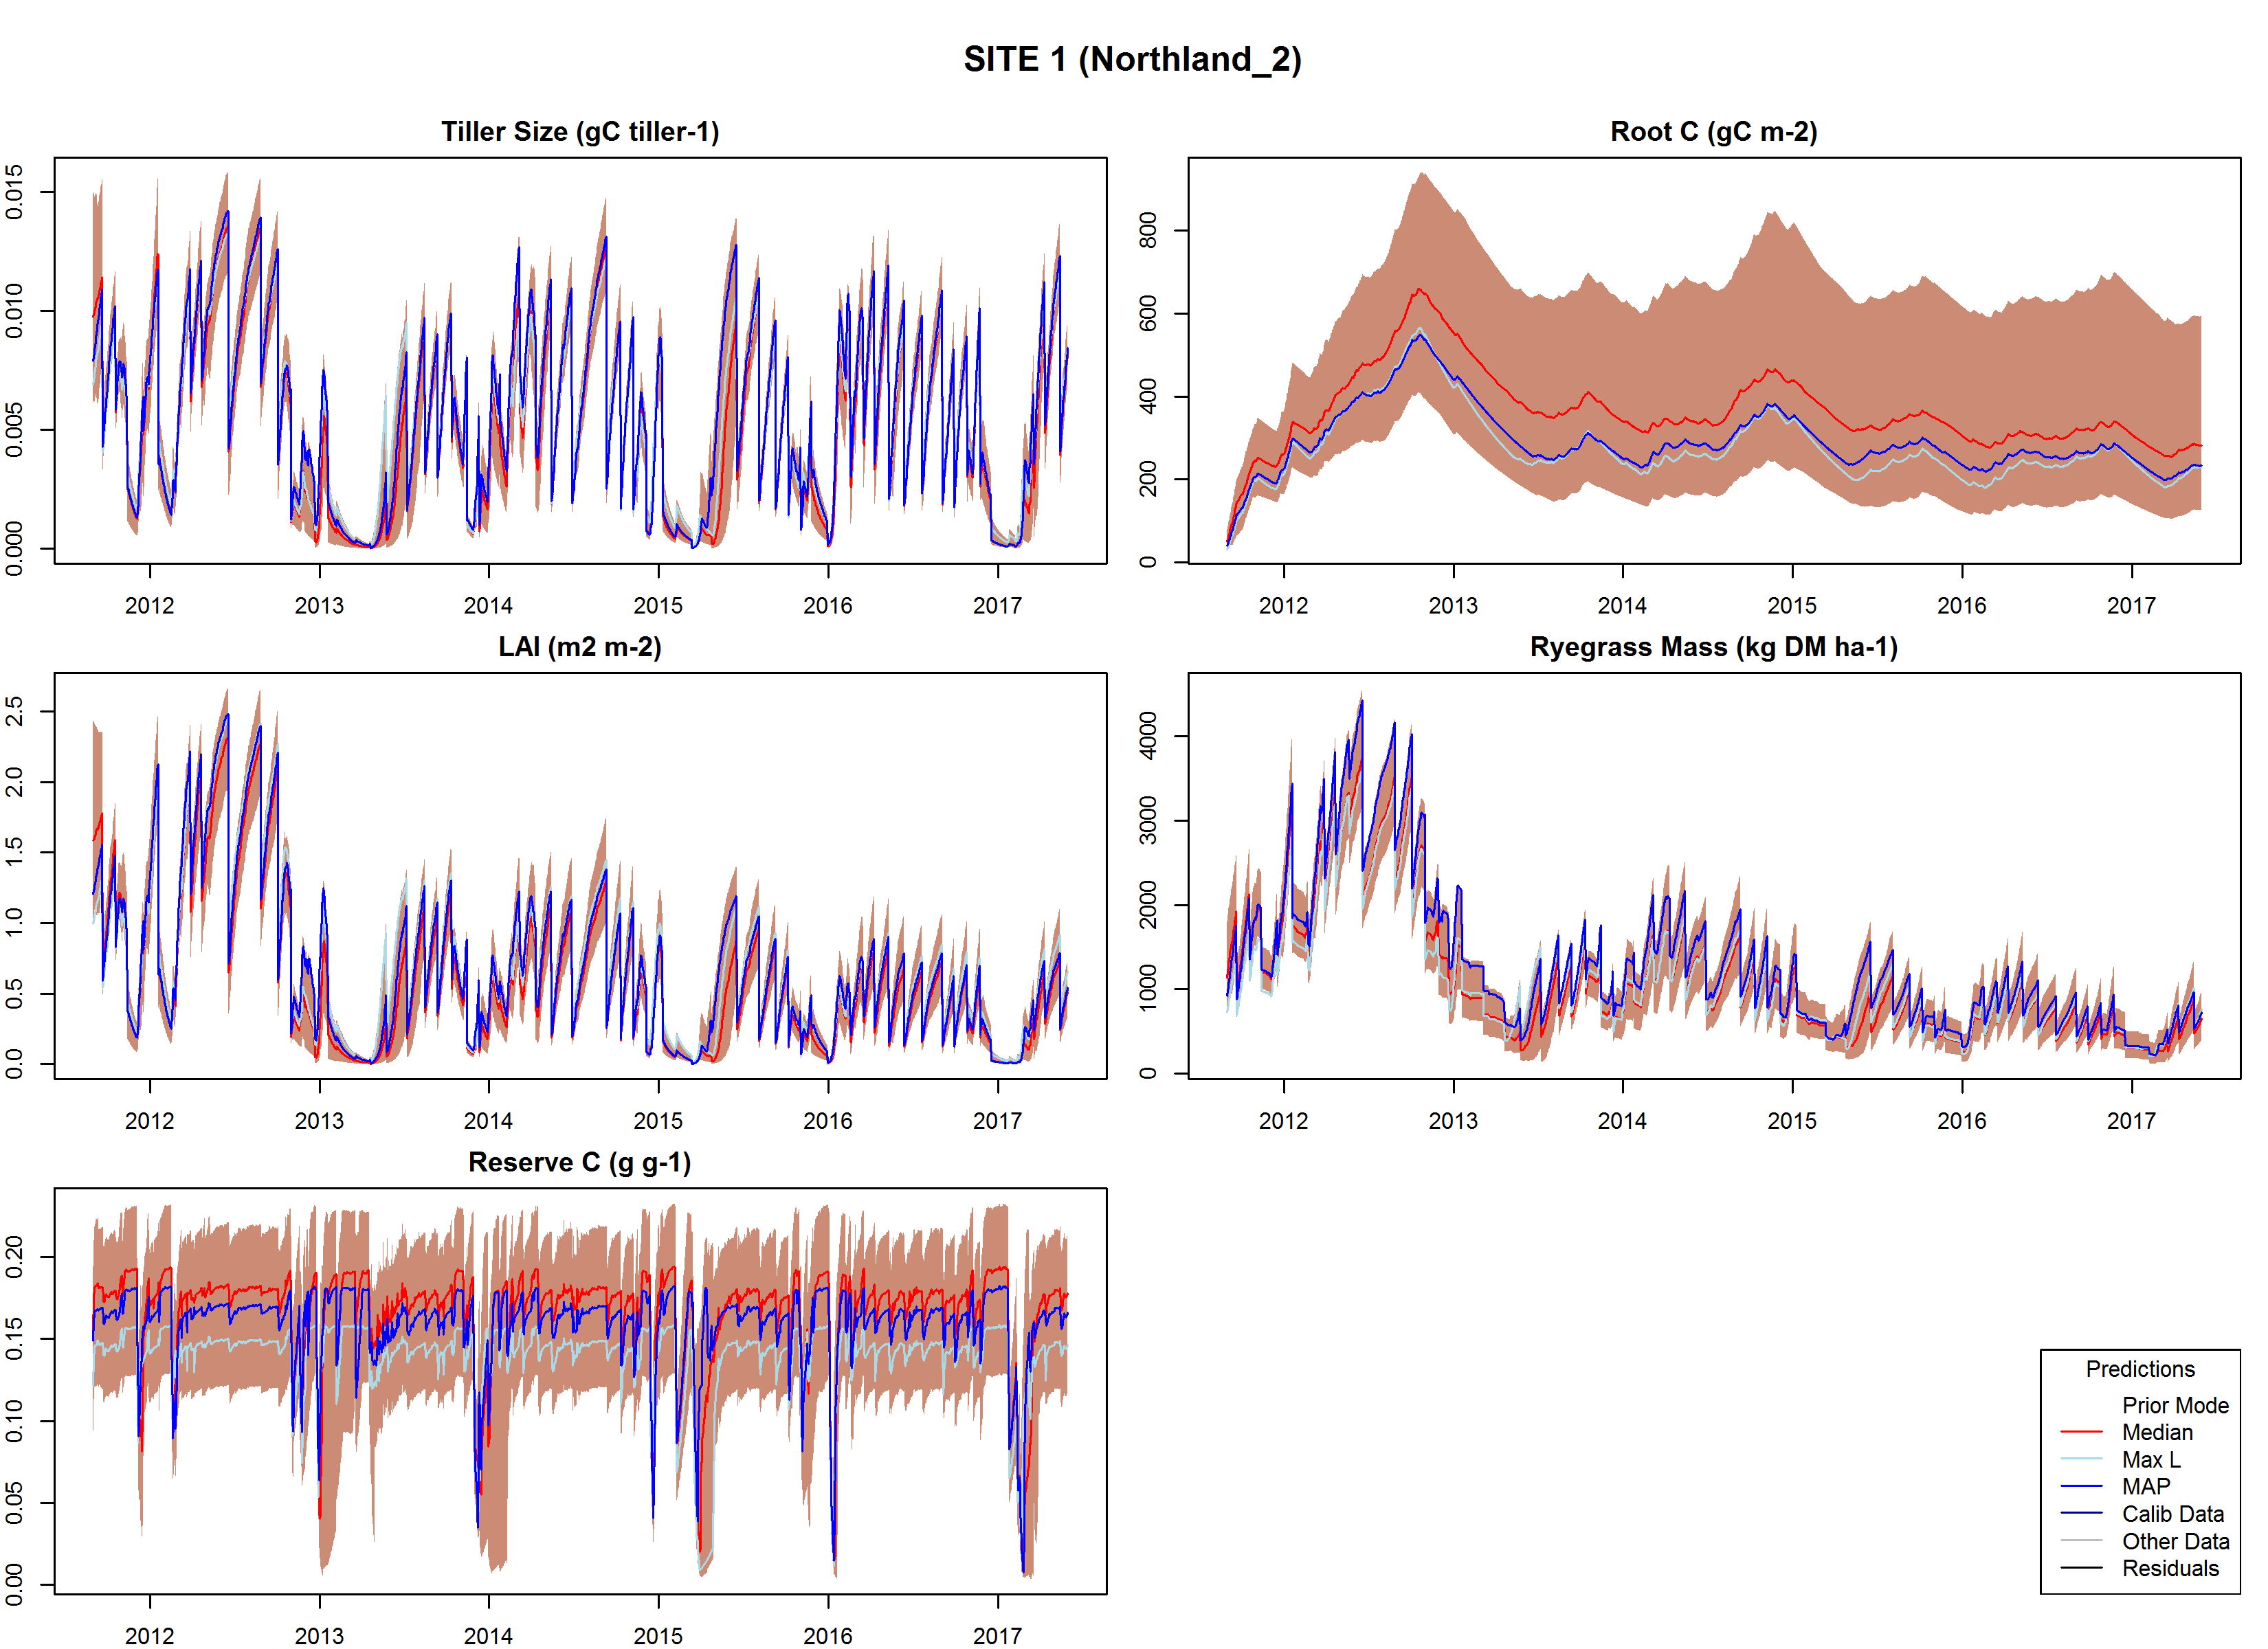 SITE 1 (Northland_2)
Tiller Size (gC tiller-1)
0.015
0.010
0.005
0.000
2012 2013 2014 2015 2016 2017
Root C (gC m-2)
800
600
400
200
0
2012 2013 2014 2015 2016 2017
LAI (m2 m-2)
2.5
2.0
1.5
1.0
0.5
0.0
2012 2013 2014 2015 2016 2017
Ryegrass Mass (kg DM ha-1)
4000
3000
2000
1000
0
2012 2013 2014 2015 2016 2017
Reserve C (g g-1)
0.20
0.15
0.10
0.05
0.00
2012 2013 2014 2015 2016 2017
Predictions
Prior Mode
Median
Max L
MAP
Calib Data
Other Data
Residuals